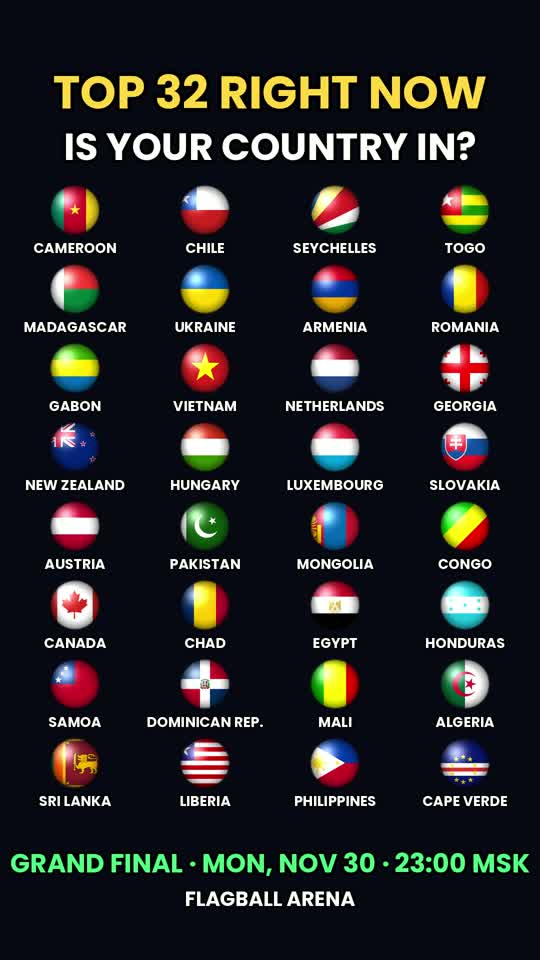 TOP 32 RIGHT NOW
IS YOUR COUNTRY IN?
CAMEROON CHILE SEYCHELLES TOGO
MADAGASCAR UKRAINE ARMENIA ROMANIA
GABON VIETNAM NETHERLANDS GEORGIA
NEW ZEALAND HUNGARY LUXEMBOURG SLOVAKIA
AUSTRIA PAKISTAN MONGOLIA CONGO
CANADA CHAD EGYPT HONDURAS
SAMOA DOMINICAN REP. MALI ALGERIA
SRI LANKA LIBERIA PHILIPPINES CAPE VERDE
GRAND FINAL · MON, NOV 30 · 23:00 MSK
FLAGBALL ARENA